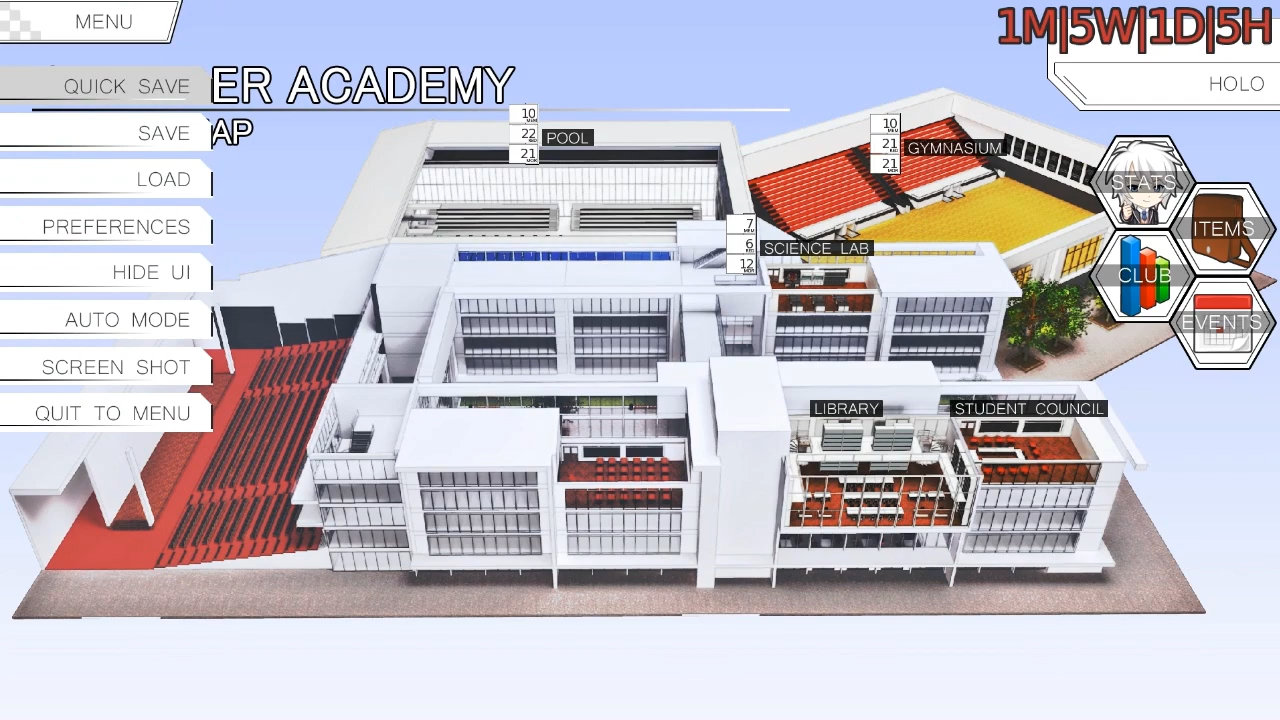 MENU
1M|5W|1D|5H
HOLO
QUICK SAVE
ER ACADEMY
SAVE
AP
LOAD
PREFERENCES
HIDE UI
AUTO MODE
SCREEN SHOT
QUIT TO MENU
10
22
21
POOL
10
21
21
GYMNASIUM
7
6
12
SCIENCE LAB
STATS
ITEMS
CLUB
EVENTS
LIBRARY
STUDENT COUNCIL